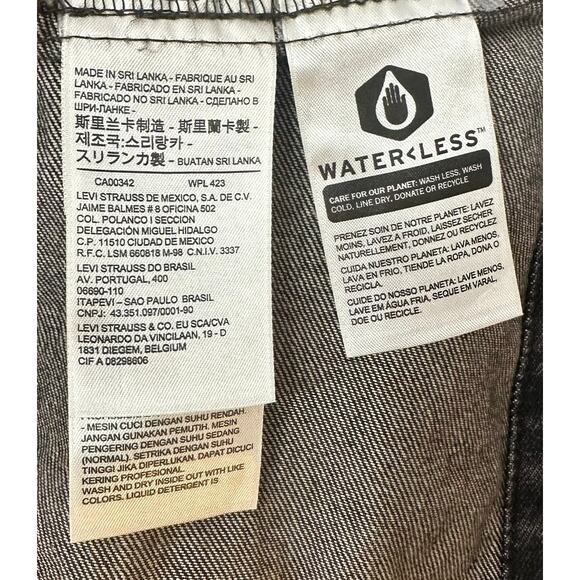 MADE IN SRI LANKA - FABRIQUE AU SRI
LANKA - FABRICADO EN SRI LANKA -
FABRICADO NO SRI LANKA - СДЕЛАНО В
ШРИ-ЛАНКЕ -
斯里兰卡制造 - 斯里蘭卡製 -
제조국:스리랑카 -
スリランカ製 - BUATAN SRI LANKA
CA00342 WPL 423
LEVI STRAUSS DE MEXICO, S.A. DE C.V.
JAIME BALMES # 8 OFICINA 502
COL. POLANCO I SECCION
DELEGACIÓN MIGUEL HIDALGO
C.P. 11510 CIUDAD DE MEXICO
R.F.C. LSM 660818 M-98 C.N.I.V. 3337
LEVI STRAUSS DO BRASIL
AV. PORTUGAL, 400
06690-110
ITAPEVI – SAO PAULO BRASIL
CNPJ: 43.351.097/0001-90
LEVI STRAUSS & CO. EU SCA/CVA
LEONARDO DA VINCILAAN, 19 - D
1831 DIEGEM, BELGIUM
CIF A 08298606
- MESIN CUCI DENGAN SUHU RENDAH.
JANGAN GUNAKAN PEMUTIH. MESIN
PENGERING DENGAN SUHU SEDANG
(NORMAL). SETRIKA DENGAN SUHU
TINGGI JIKA DIPERLUKAN. DAPAT DICUCI
KERING PROFESIONAL.
WASH AND DRY INSIDE OUT WITH LIKE
COLORS. LIQUID DETERGENT IS
WATER<LESS™
CARE FOR OUR PLANET: WASH LESS, WASH
COLD, LINE DRY, DONATE OR RECYCLE
PRENEZ SOIN DE NOTRE PLANETE: LAVEZ
MOINS, LAVEZ A FROID, LAISSEZ SECHER
NATURELLEMENT, DONNEZ OU RECYCLEZ
CUIDA NUESTRO PLANETA: LAVA MENOS,
LAVA EN FRIO, TIENDE LA ROPA, DONA O
RECICLA.
CUIDE DO NOSSO PLANETA: LAVE MENOS,
LAVE EM ÁGUA FRIA, SEQUE EM VARAL,
DOE OU RECICLE.